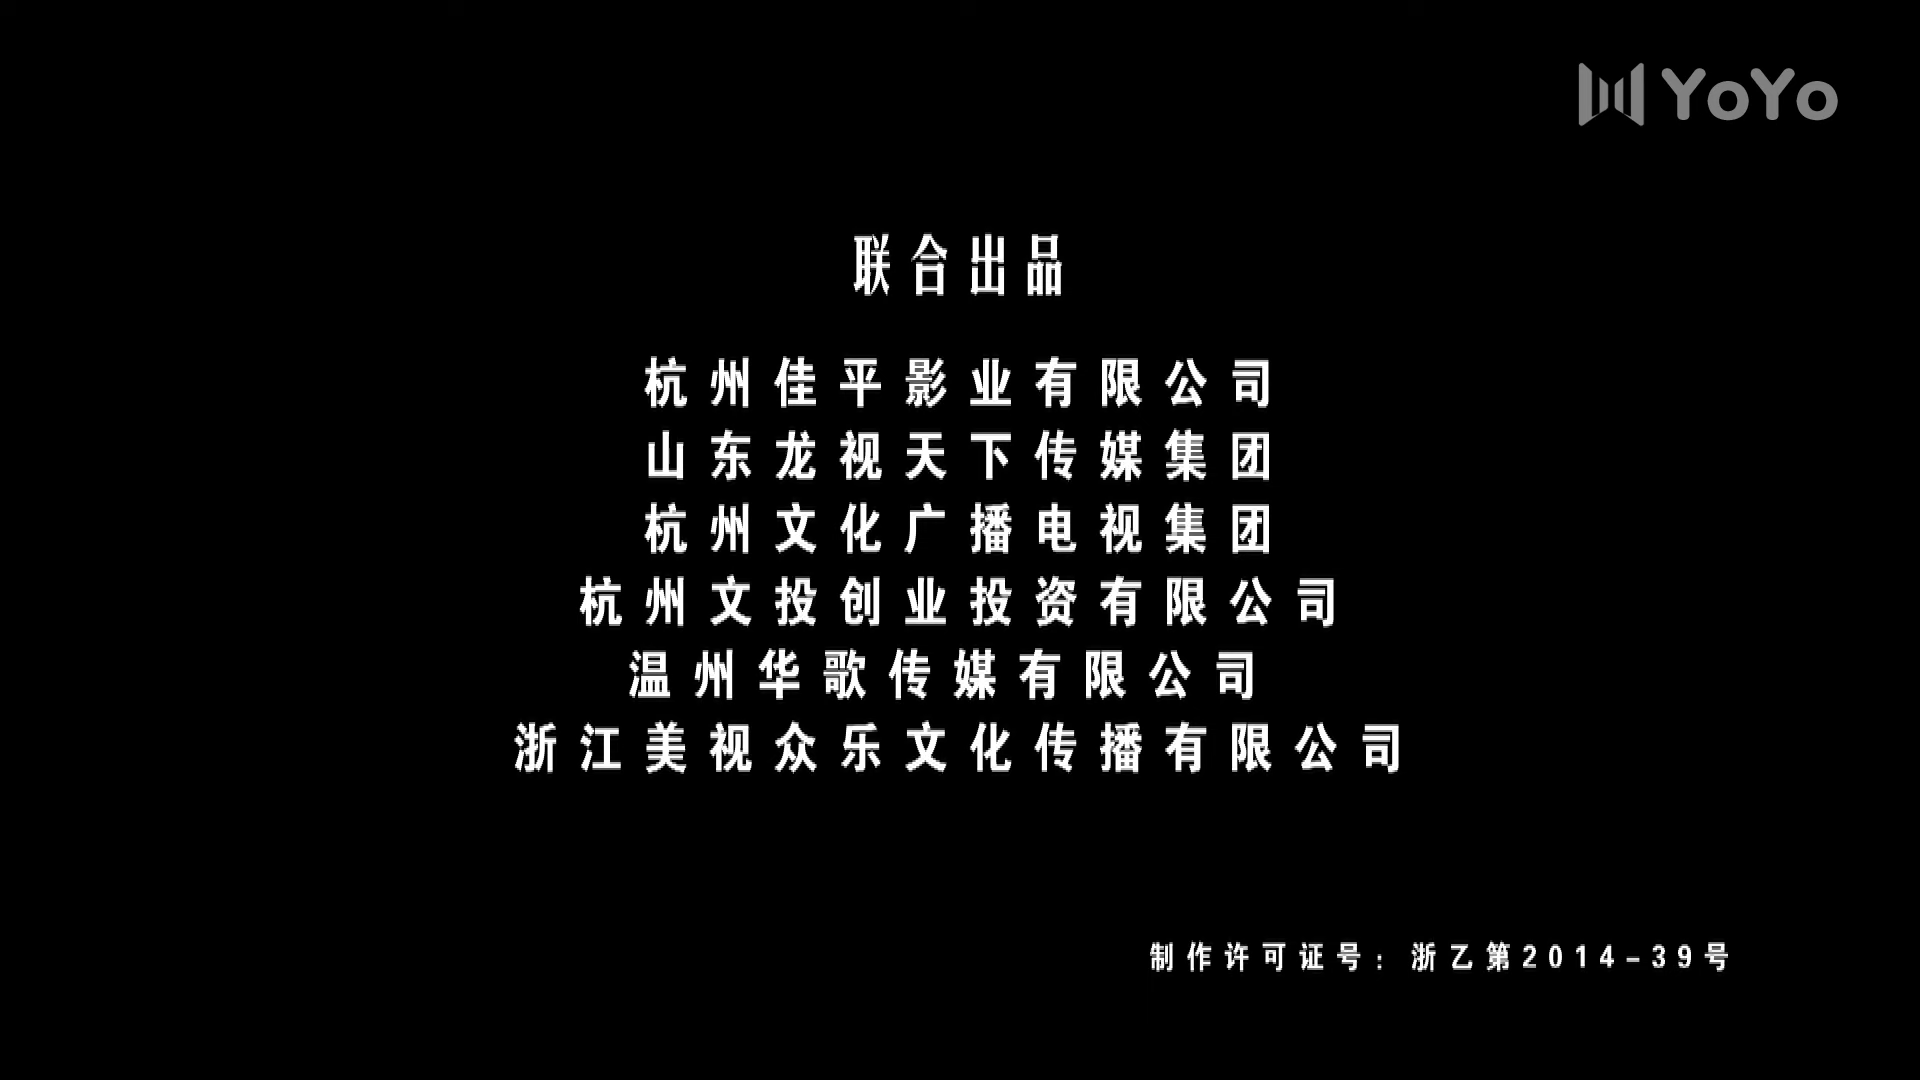 YoYo
联合出品
杭州佳平影业有限公司
山东龙视天下传媒集团
杭州文化广播电视集团
杭州文投创业投资有限公司
温州华歌传媒有限公司
浙江美视众乐文化传播有限公司
制作许可证号：浙乙第2014-39号